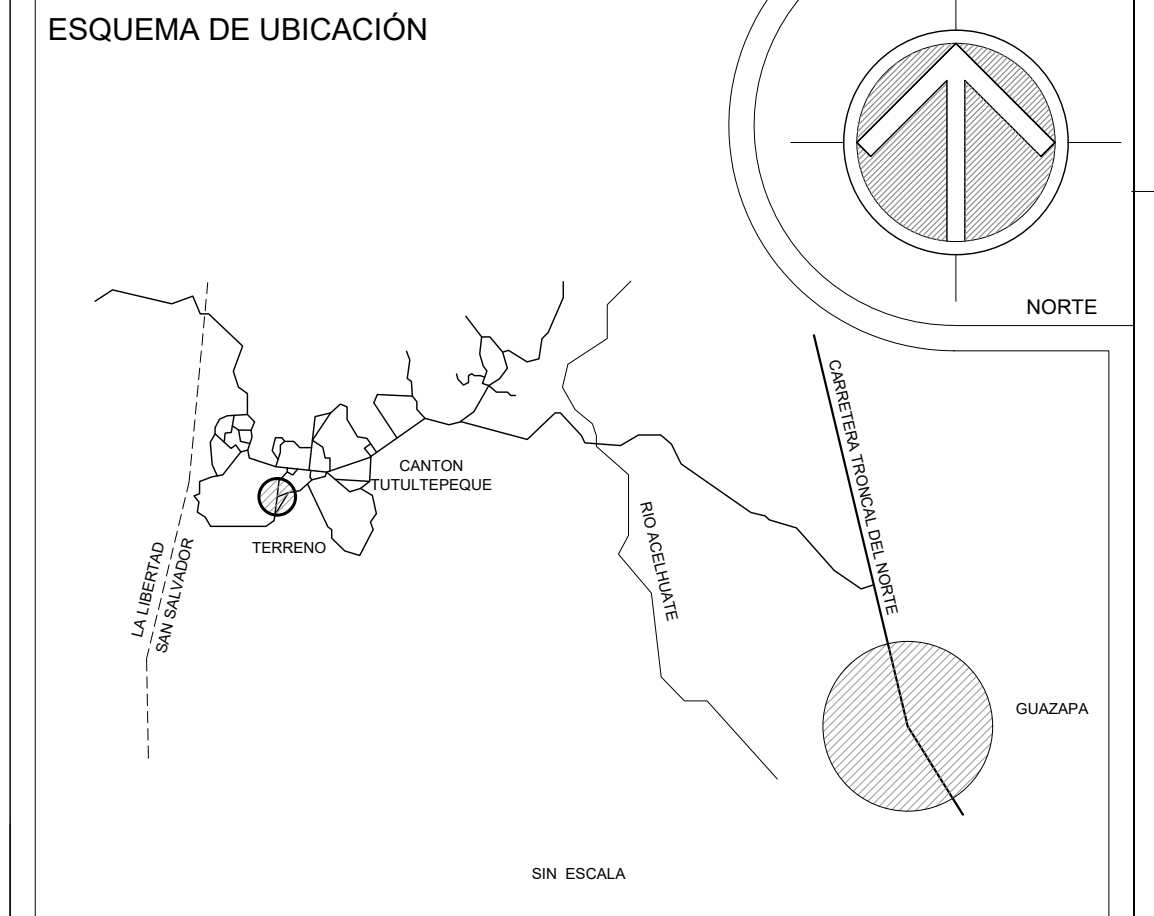 ESQUEMA DE UBICACIÓN
NORTE
CARRETERA TRONCAL DEL NORTE
CANTON
TUTULTEPEQUE
RIO ACELHUATE
TERRENO
LA LIBERTAD
SAN SALVADOR
GUAZAPA
SIN ESCALA